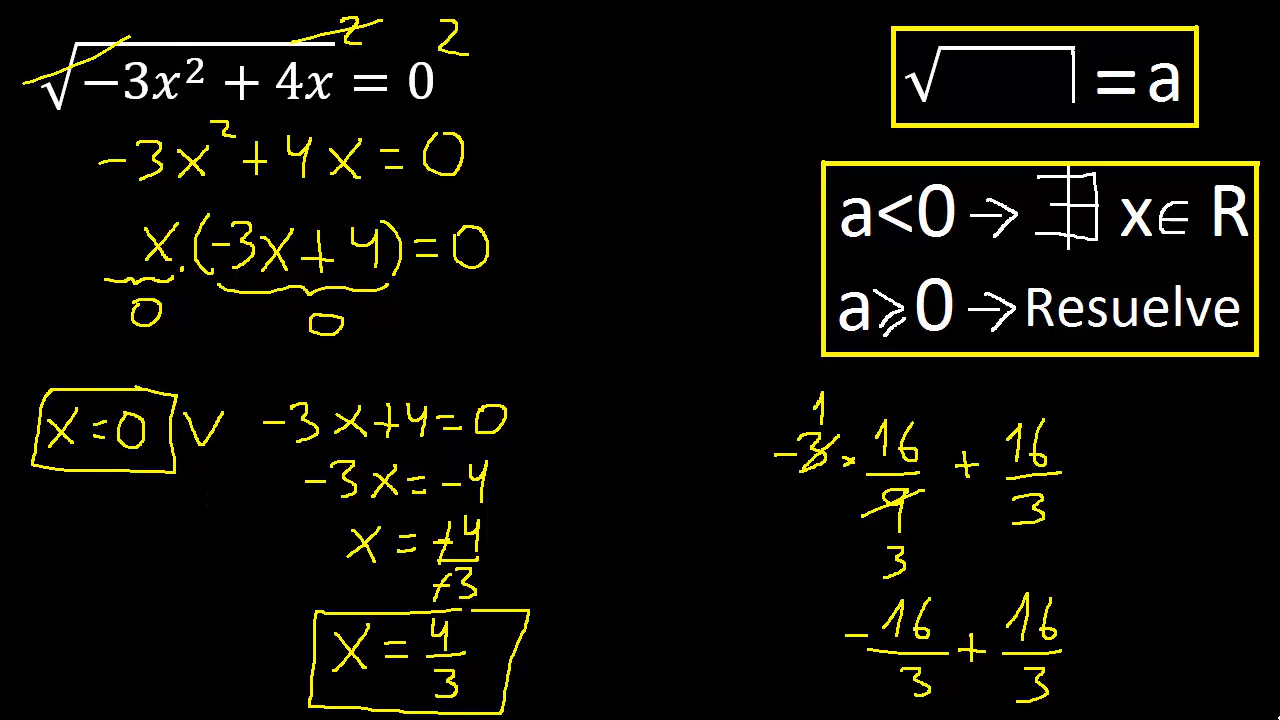 √(-3x² + 4x)² = 0²
-3x² + 4x = 0
x · (-3x + 4) = 0
0 0
x = 0 ∨ -3x + 4 = 0
-3x = -4
x = -4/-3
x = 4/3
√ = a
a<0 → ∄ x ∈ R
a⩾0 → Resuelve
1
-3 · 16/9 + 16/3
3
-16/3 + 16/3